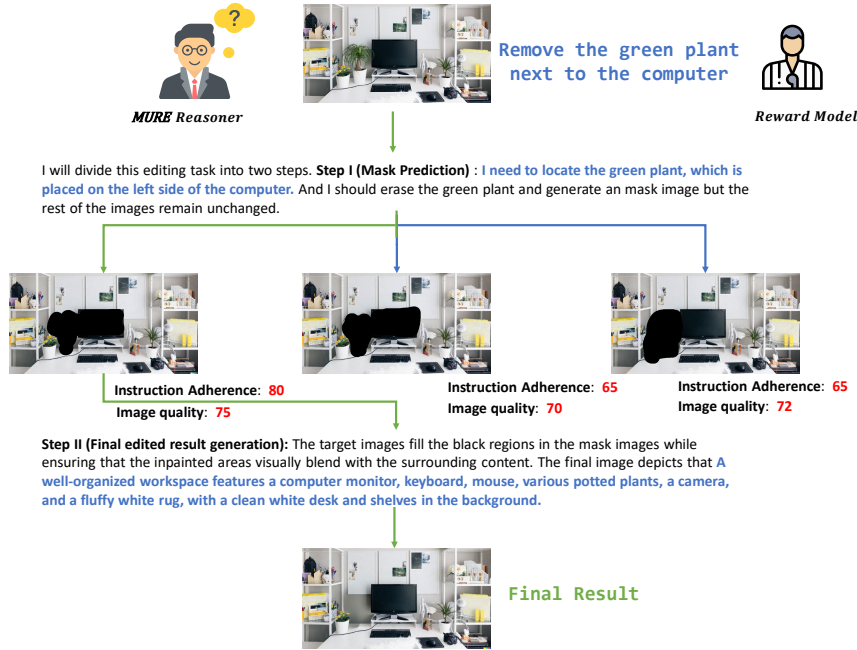 Remove the green plant
next to the computer
MURE Reasoner
Reward Model
I will divide this editing task into two steps. Step I (Mask Prediction) : I need to locate the green plant, which is
placed on the left side of the computer. And I should erase the green plant and generate an mask image but the
rest of the images remain unchanged.
Instruction Adherence: 80
Image quality: 75
Instruction Adherence: 65
Image quality: 70
Instruction Adherence: 65
Image quality: 72
Step II (Final edited result generation): The target images fill the black regions in the mask images while
ensuring that the inpainted areas visually blend with the surrounding content. The final image depicts that A
well-organized workspace features a computer monitor, keyboard, mouse, various potted plants, a camera,
and a fluffy white rug, with a clean white desk and shelves in the background.
Final Result